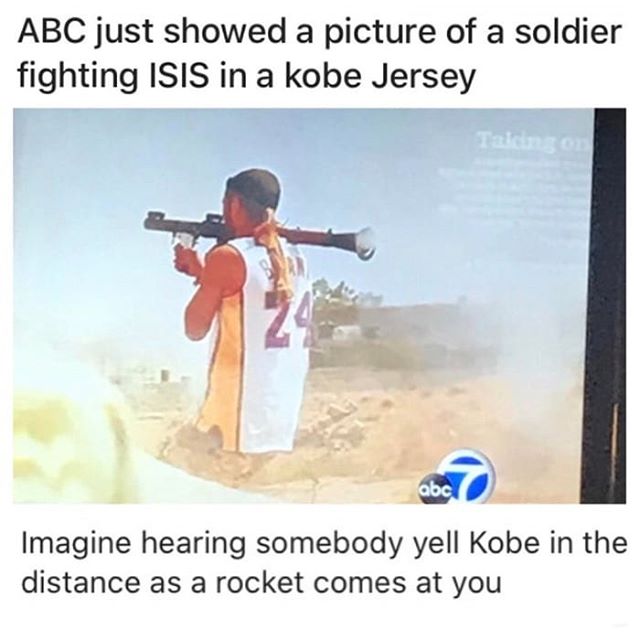 ABC just showed a picture of a soldier
fighting ISIS in a kobe Jersey
Taking on
24
abc 7
Imagine hearing somebody yell Kobe in the
distance as a rocket comes at you